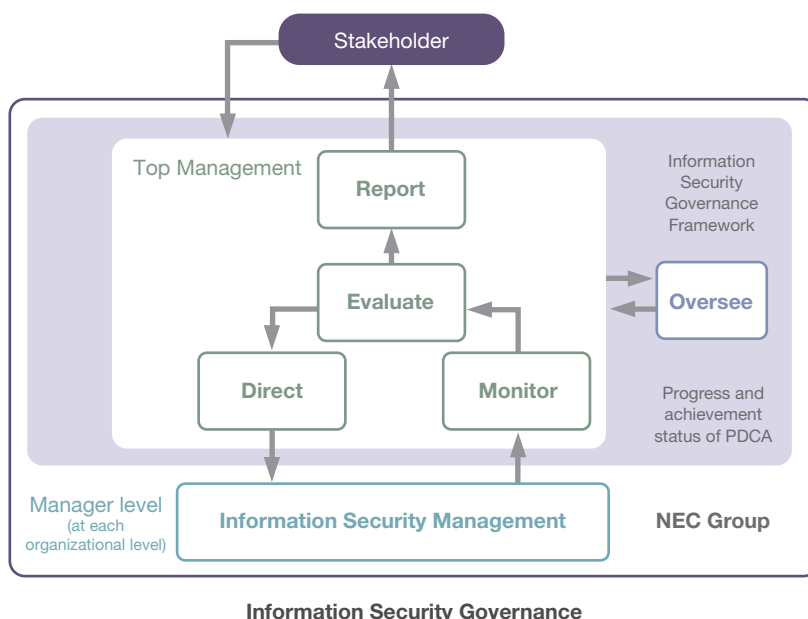 Stakeholder
Top Management
Report
Information
Security
Governance
Framework
Evaluate
Oversee
Direct
Monitor
Progress and
achievement
status of PDCA
Manager level
(at each
organizational level)
Information Security Management
NEC Group
Information Security Governance